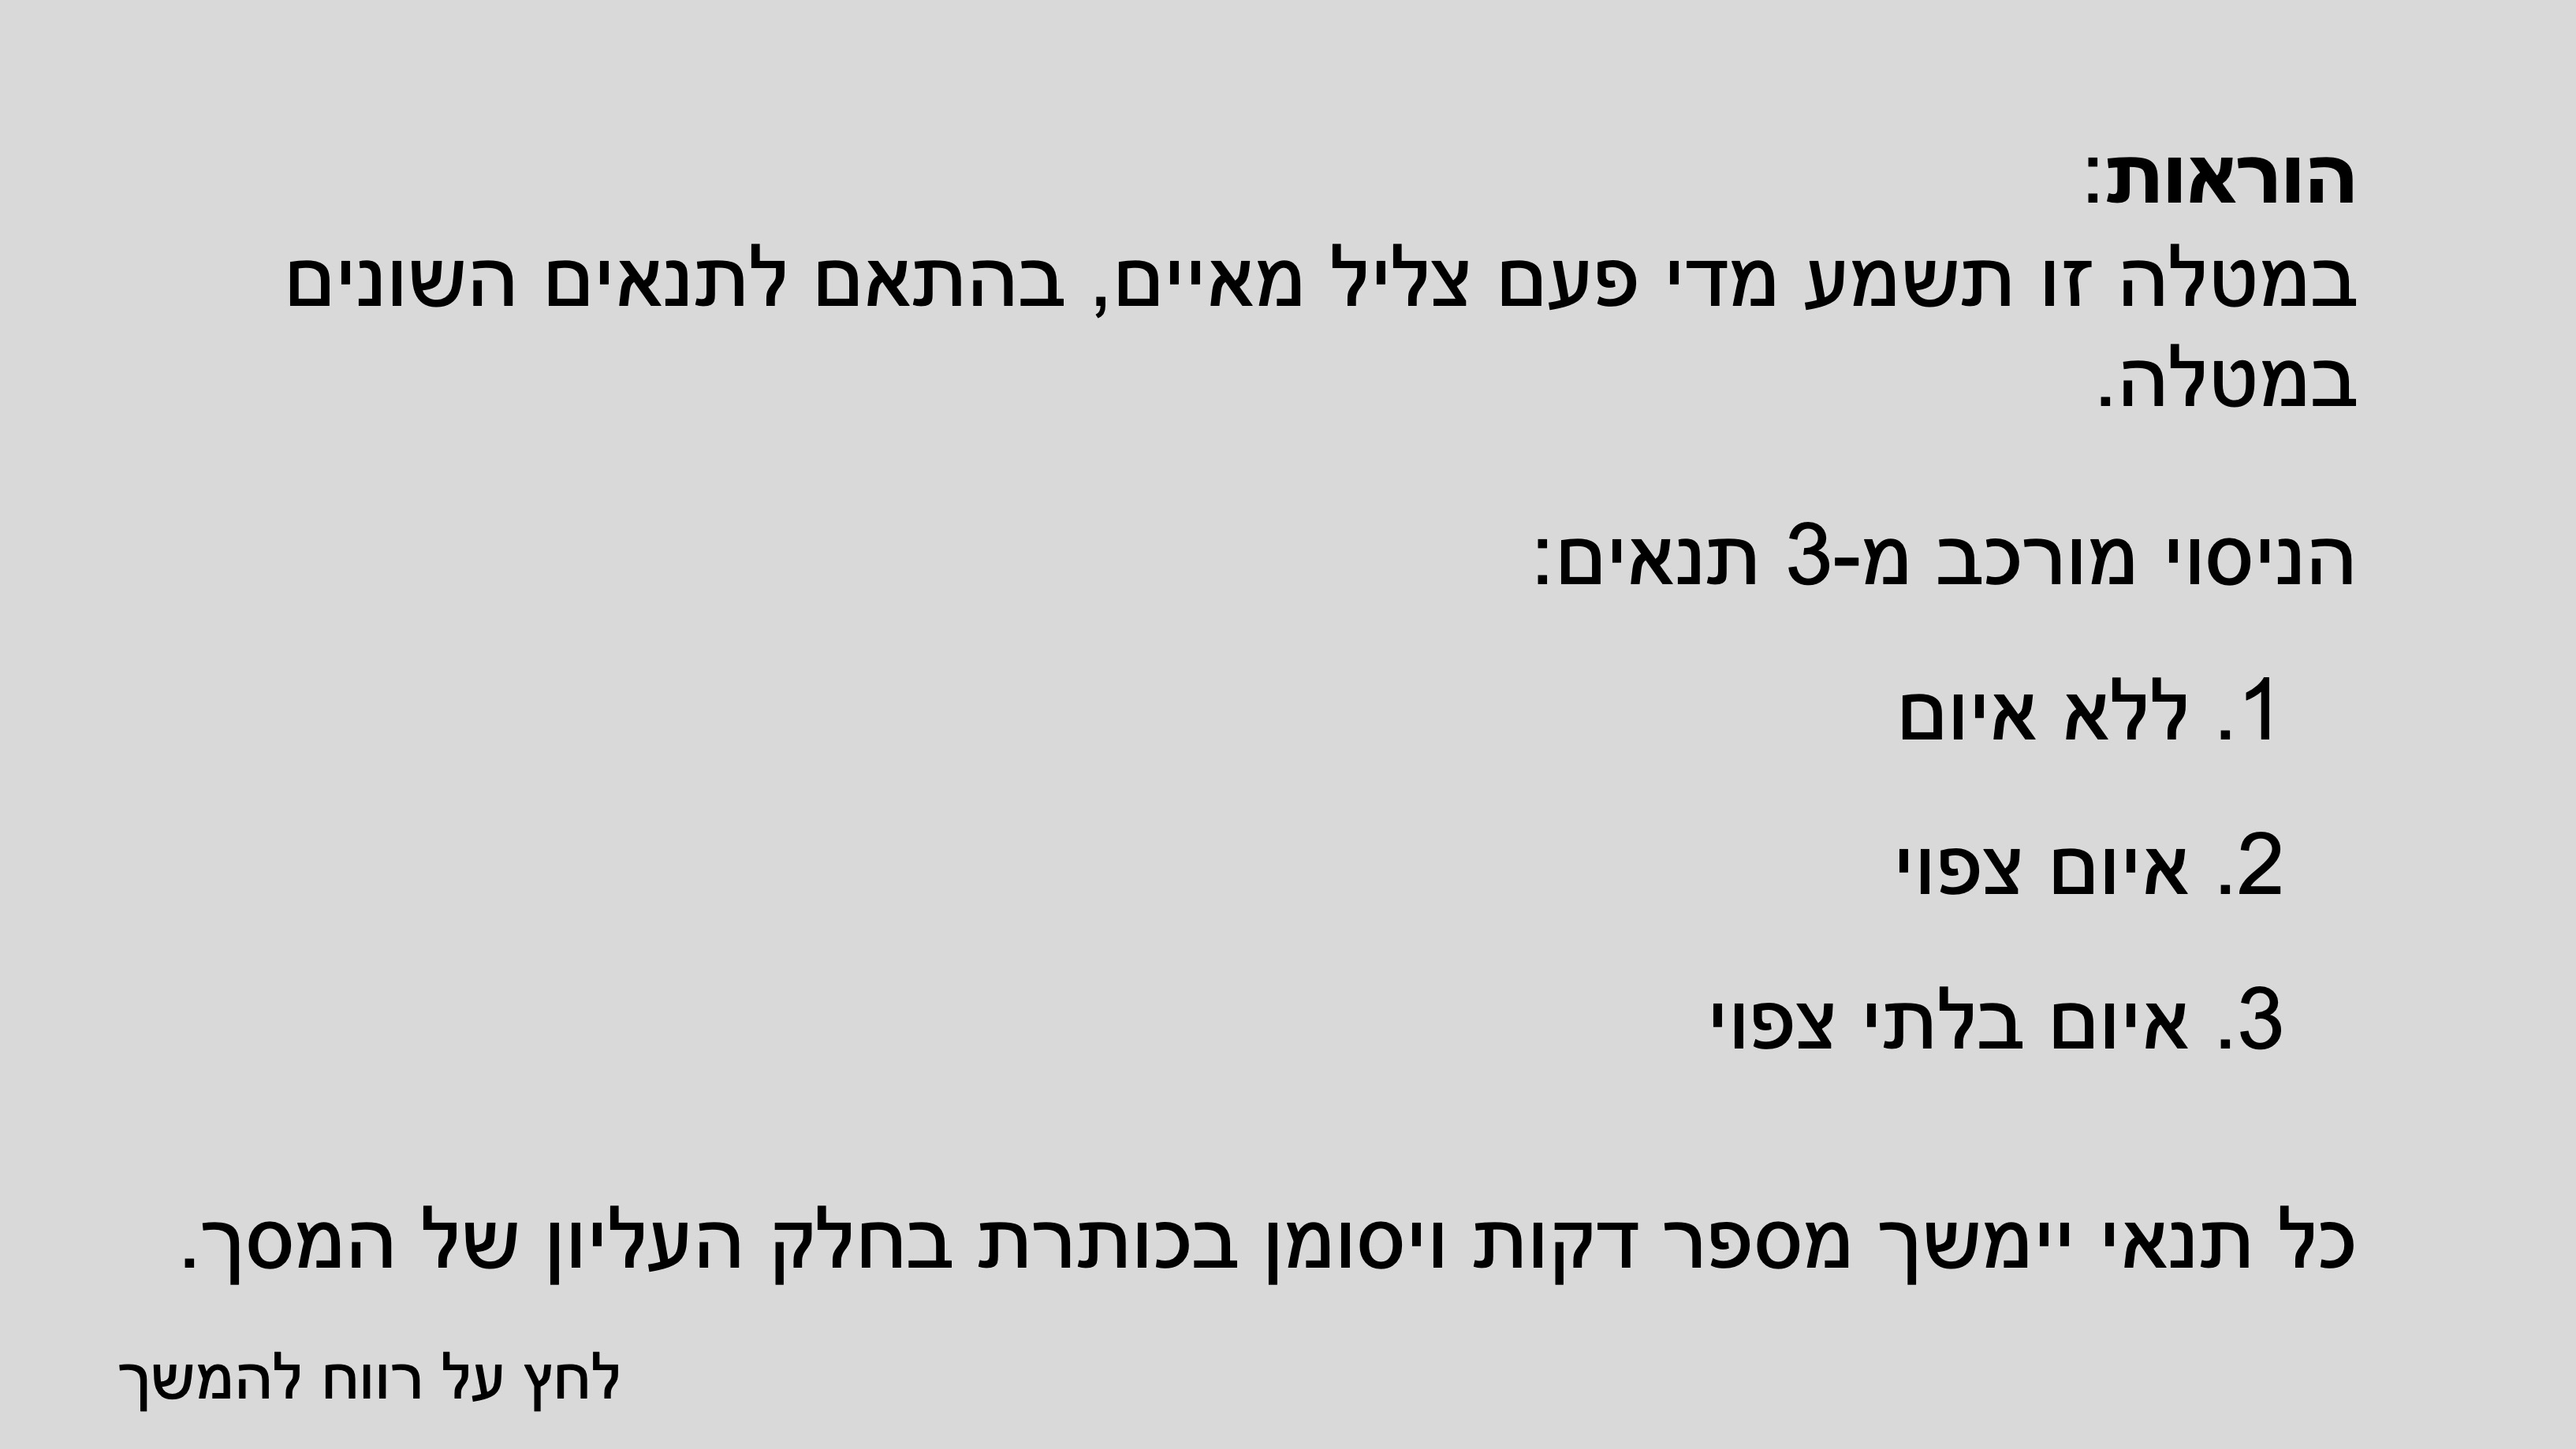 הוראות:
במטלה זו תשמע מדי פעם צליל מאיים, בהתאם לתנאים השונים
במטלה.
הניסוי מורכב מ-3 תנאים:
1. ללא איום
2. איום צפוי
3. איום בלתי צפוי
כל תנאי יימשך מספר דקות ויסומן בכותרת בחלק העליון של המסך.
לחץ על רווח להמשך